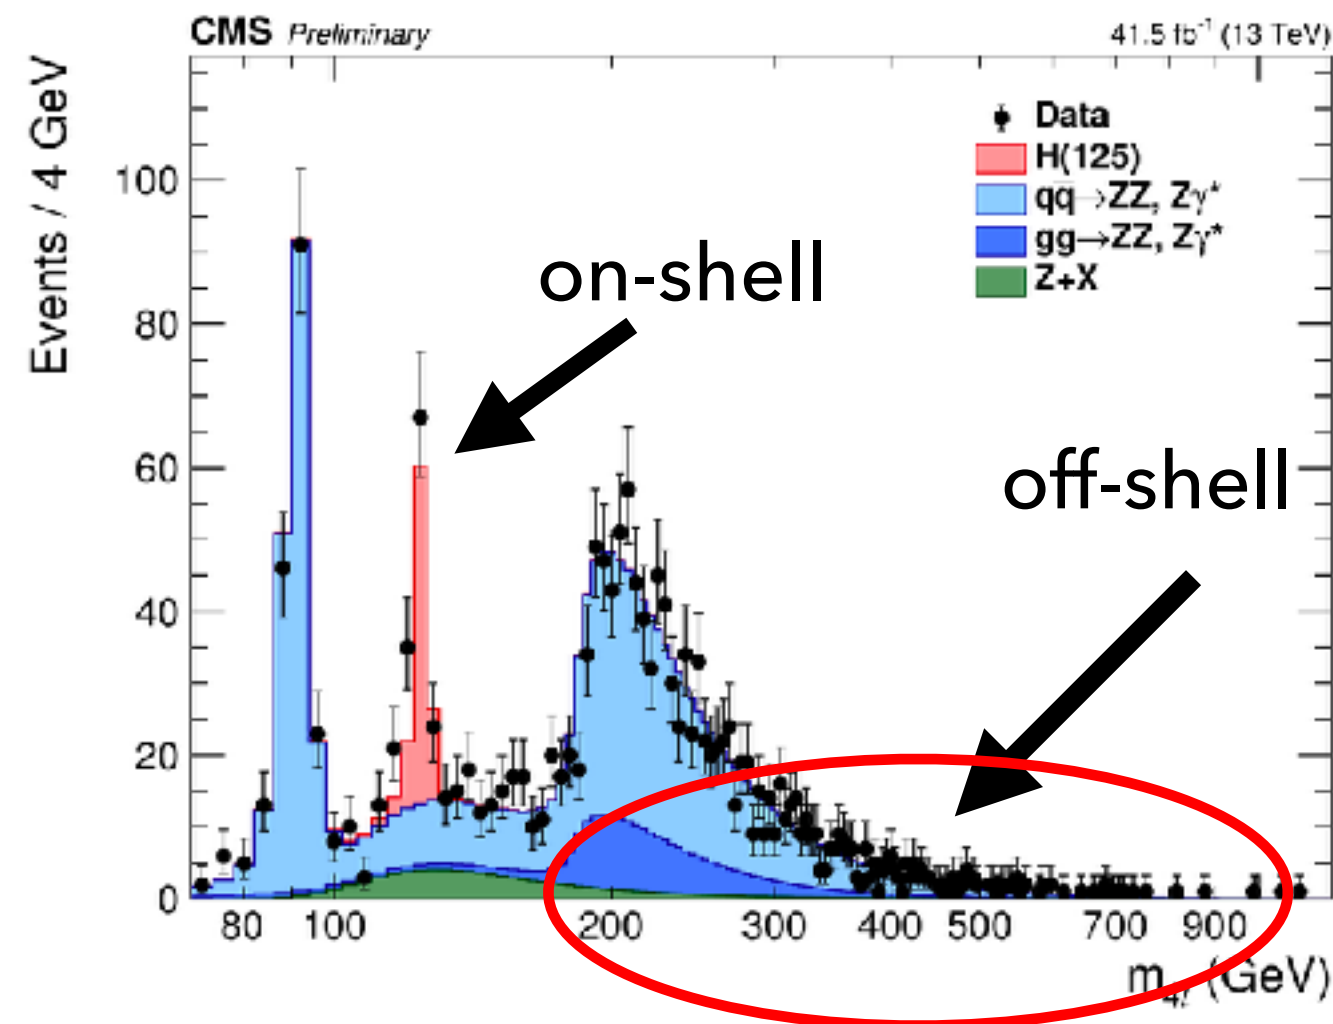 CMS Preliminary
41.5 fb⁻¹ (13 TeV)
Events / 4 GeV
100
80
60
40
20
0
Data
H(125)
qq̄→ZZ, Zγ*
gg→ZZ, Zγ*
Z+X
on-shell
off-shell
80 100 200 300 400 500 700 900
m4ℓ (GeV)